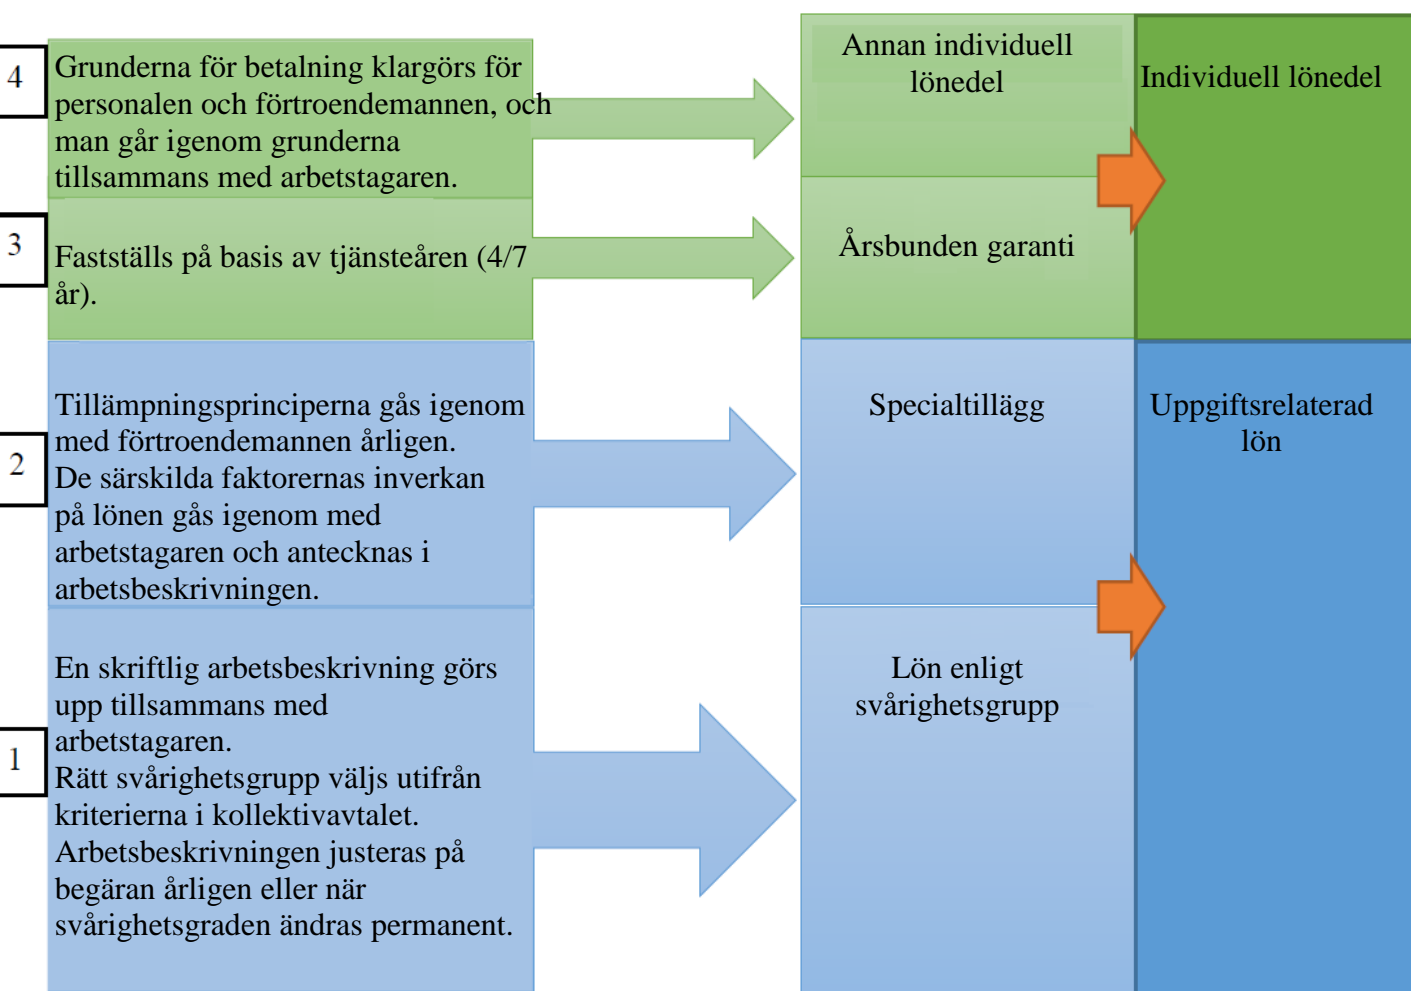 4
Grunderna för betalning klargörs för
personalen och förtroendemannen, och
man går igenom grunderna
tillsammans med arbetstagaren.
Annan individuell
lönedel
Individuell lönedel
3
Fastställs på basis av tjänsteåren (4/7
år).
Årsbunden garanti
2
Tillämpningsprinciperna gås igenom
med förtroendemannen årligen.
De särskilda faktorernas inverkan
på lönen gås igenom med
arbetstagaren och antecknas i
arbetsbeskrivningen.
Specialtillägg
Uppgiftsrelaterad
lön
1
En skriftlig arbetsbeskrivning görs
upp tillsammans med
arbetstagaren.
Rätt svårighetsgrupp väljs utifrån
kriterierna i kollektivavtalet.
Arbetsbeskrivningen justeras på
begäran årligen eller när
svårighetsgraden ändras permanent.
Lön enligt
svårighetsgrupp